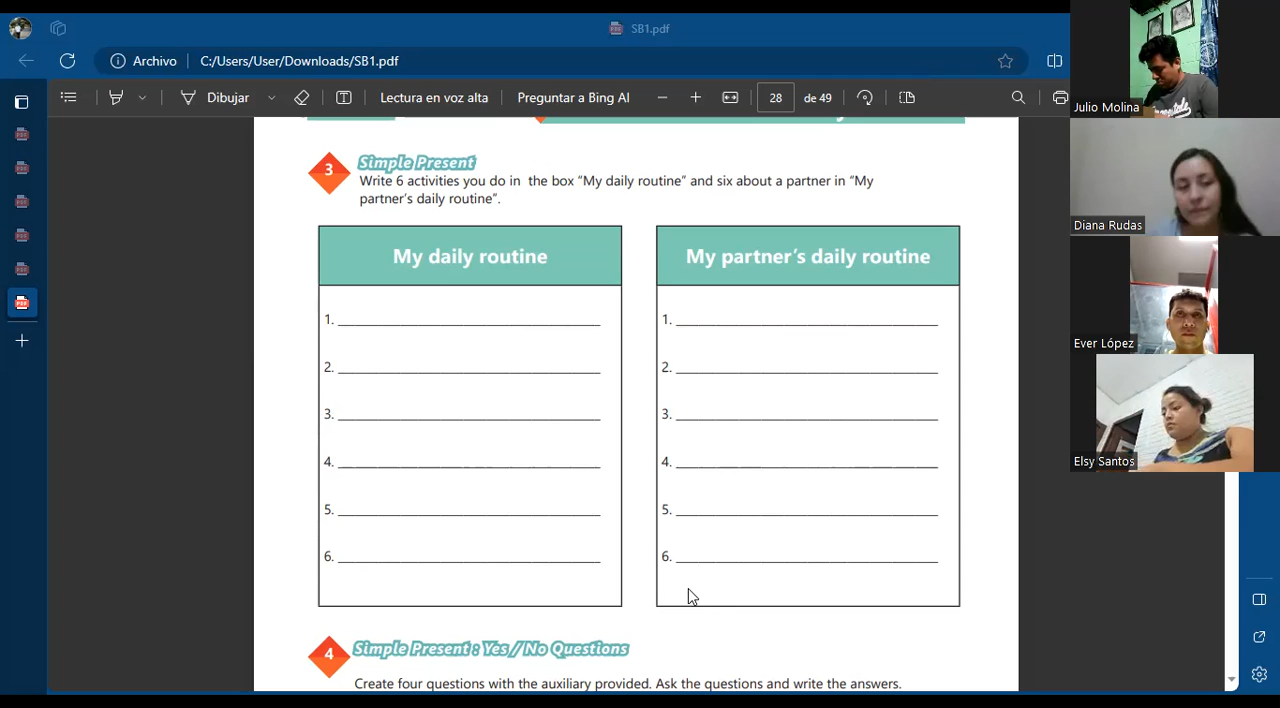 SB1.pdf
Archivo
C:/Users/User/Downloads/SB1.pdf
Dibujar
Lectura en voz alta
Preguntar a Bing AI
28
de 49
3
Simple Present
Write 6 activities you do in the box “My daily routine” and six about a partner in “My
partner’s daily routine”.
My daily routine
1.
2.
3.
4.
5.
6.
My partner’s daily routine
1.
2.
3.
4.
5.
6.
4
Simple Present : Yes / No Questions
Create four questions with the auxiliary provided. Ask the questions and write the answers.
Julio Molina
Diana Rudas
Ever López
Elsy Santos